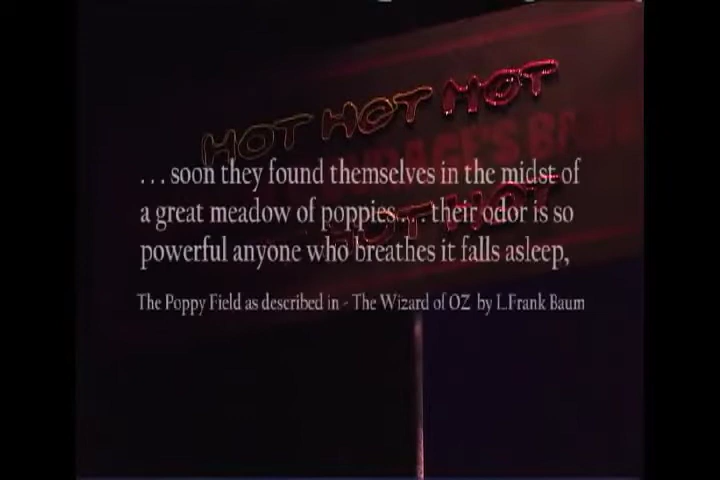 HOT HOT HOT
. . . soon they found themselves in the midst of
a great meadow of poppies.... their odor is so
powerful anyone who breathes it falls asleep,
The Poppy Field as described in - The Wizard of OZ by L.Frank Baum